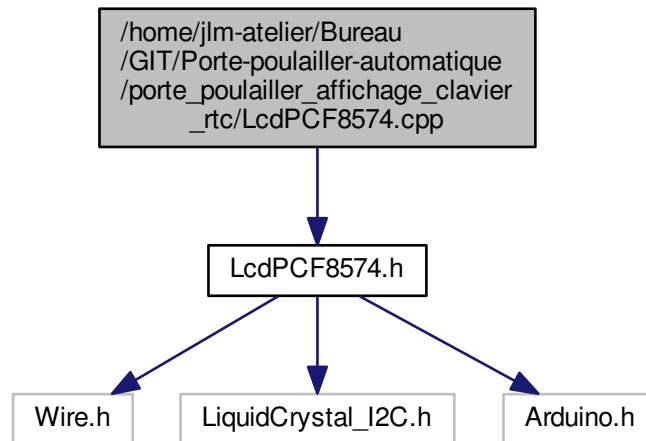 /home/jlm-atelier/Bureau
/GIT/Porte-poulailler-automatique
/porte_poulailler_affichage_clavier
_rtc/LcdPCF8574.cpp
LcdPCF8574.h
Wire.h
LiquidCrystal_I2C.h
Arduino.h